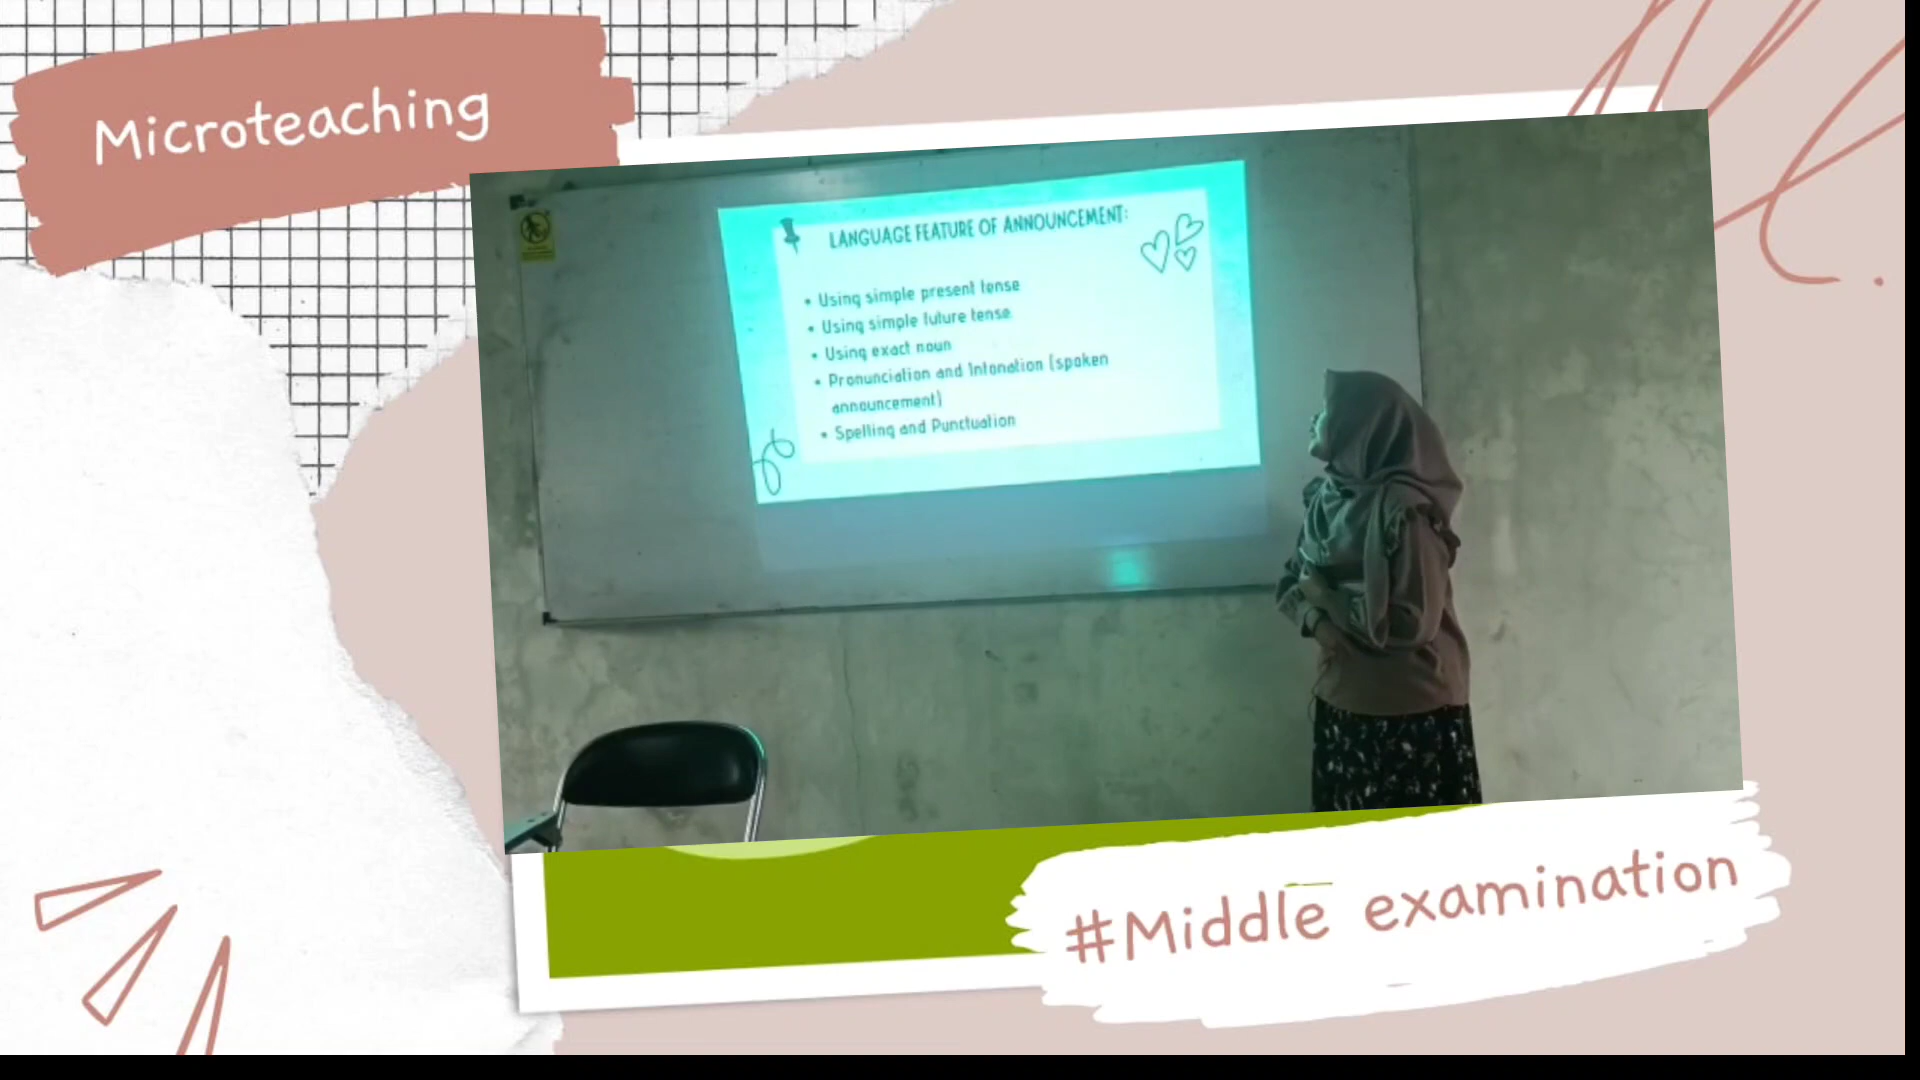 Microteaching
LANGUAGE FEATURE OF ANNOUNCEMENT:
• Using simple present tense
• Using simple future tense
• Using exact noun
• Pronunciation and Intonation (spoken
announcement)
• Spelling and Punctuation
#Middle examination